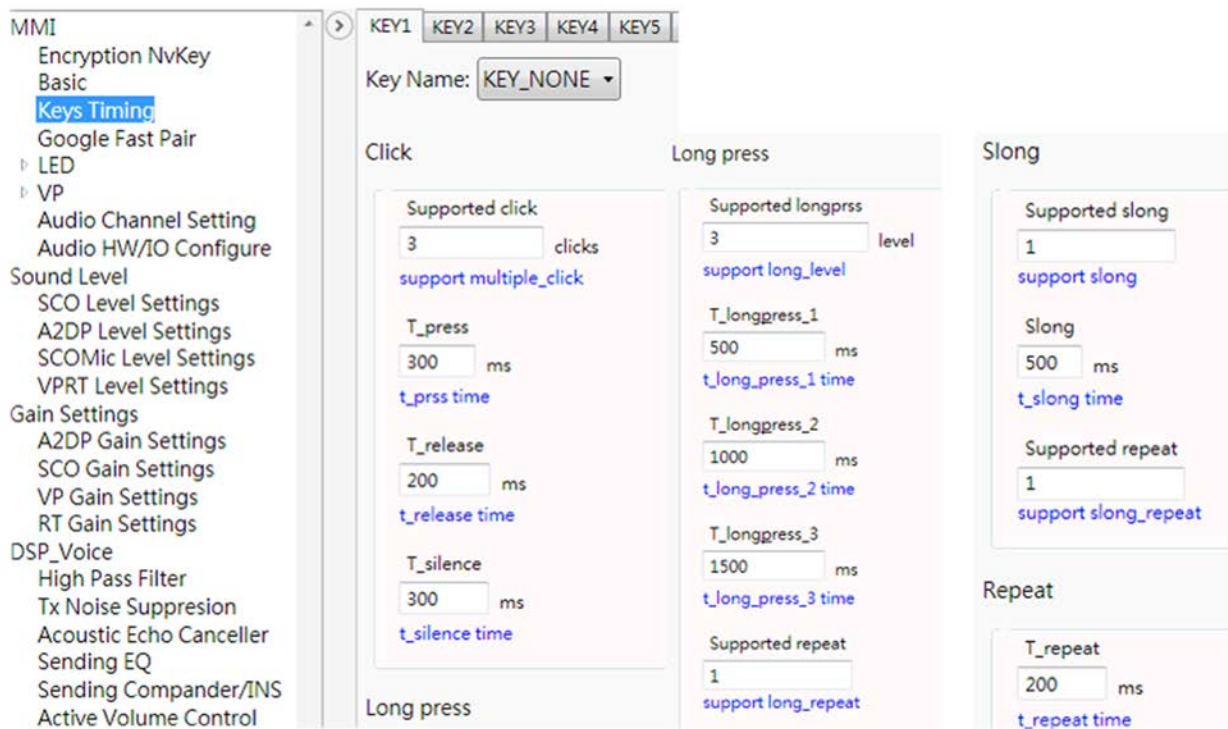 MMI
Encryption NvKey
Basic
Keys Timing
Google Fast Pair
LED
VP
Audio Channel Setting
Audio HW/IO Configure
Sound Level
SCO Level Settings
A2DP Level Settings
SCOMic Level Settings
VPRT Level Settings
Gain Settings
A2DP Gain Settings
SCO Gain Settings
VP Gain Settings
RT Gain Settings
DSP_Voice
High Pass Filter
Tx Noise Suppresion
Acoustic Echo Canceller
Sending EQ
Sending Compander/INS
Active Volume Control
KEY1 KEY2 KEY3 KEY4 KEY5
Key Name: KEY_NONE
Click
Supported click
3 clicks
support multiple_click
T_press
300 ms
t_prss time
T_release
200 ms
t_release time
T_silence
300 ms
t_silence time
Long press
Long press
Supported longprss
3 level
support long_level
T_longpress_1
500 ms
t_long_press_1 time
T_longpress_2
1000 ms
t_long_press_2 time
T_longpress_3
1500 ms
t_long_press_3 time
Supported repeat
1
support long_repeat
Slong
Supported slong
1
support slong
Slong
500 ms
t_slong time
Supported repeat
1
support slong_repeat
Repeat
T_repeat
200 ms
t_repeat time